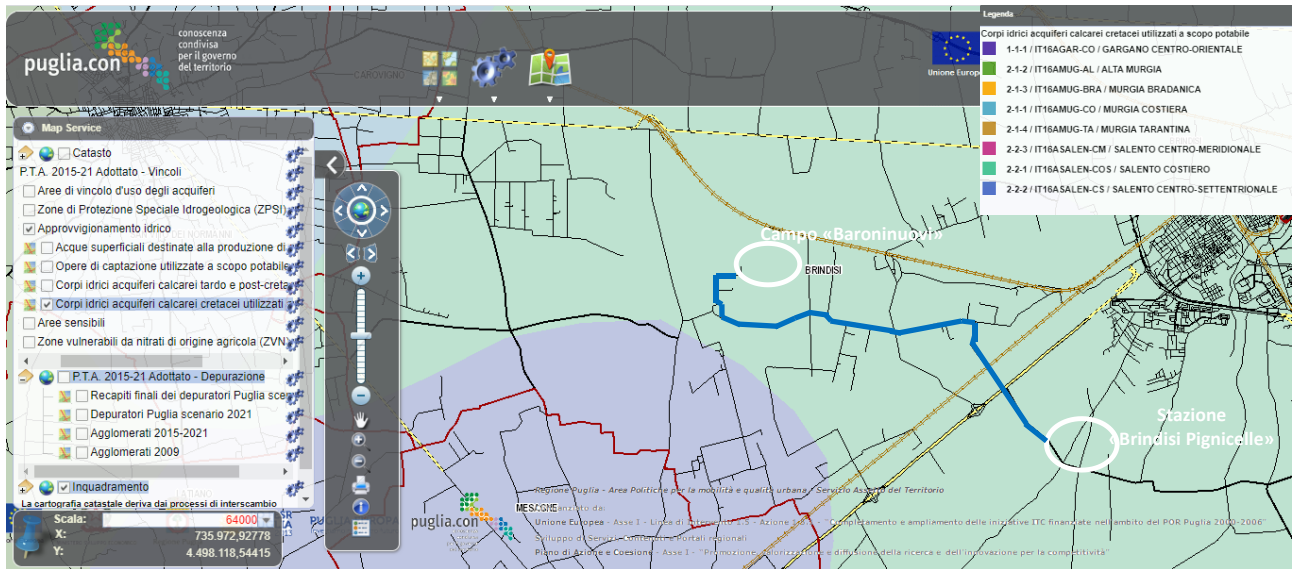 puglia.con
conoscenza
condivisa
per il governo
del territorio
CAROVIGNO
Unione Europe
Legenda
Corpi idrici acquiferi calcarei cretacei utilizzati a scopo potabile
1-1-1 / IT16AGAR-CO / GARGANO CENTRO-ORIENTALE
2-1-2 / IT16AMUG-AL / ALTA MURGIA
2-1-3 / IT16AMUG-BRA / MURGIA BRADANICA
2-1-1 / IT16AMUG-CO / MURGIA COSTIERA
2-1-4 / IT16AMUG-TA / MURGIA TARANTINA
2-2-3 / IT16ASALEN-CM / SALENTO CENTRO-MERIDIONALE
2-2-1 / IT16ASALEN-COS / SALENTO COSTIERO
2-2-2 / IT16ASALEN-CS / SALENTO CENTRO-SETTENTRIONALE
Map Service
Catasto
P.T.A. 2015-21 Adottato - Vincoli
Aree di vincolo d'uso degli acquiferi
Zone di Protezione Speciale Idrogeologica (ZPSI)
Approvvigionamento idrico
Acque superficiali destinate alla produzione di
Opere di captazione utilizzate a scopo potabile
Corpi idrici acquiferi calcarei tardo e post-creta
Corpi idrici acquiferi calcarei cretacei utilizzati a
Aree sensibili
Zone vulnerabili da nitrati di origine agricola (ZVN)
P.T.A. 2015-21 Adottato - Depurazione
Recapiti finali dei depuratori Puglia scen
Depuratori Puglia scenario 2021
Agglomerati 2015-2021
Agglomerati 2009
Inquadramento
La cartografia catastale deriva dai processi di interscambio
Scala: 64000
X: 735.972,92778
Y: 4.498.118,54415
Campo «Baroninuovi»
BRINDISI
Stazione
«Brindisi Pignicelle»
MESAGNE
puglia.con
Regione Puglia - Area Politiche per la mobilità e qualità urbana / Servizio Assetto del Territorio
Unione Europea - Asse I - Linea di Intervento 1.5 - Azione 1.5. - "Completamento e ampliamento delle iniziative ITC finanziate nell'ambito del POR Puglia 2000-2006"
Sviluppo di Servizi, Contenuti e Portali regionali
Piano di Azione e Coesione - Asse I - "Promozione, valorizzazione e diffusione della ricerca e dell'innovazione per la competitività"